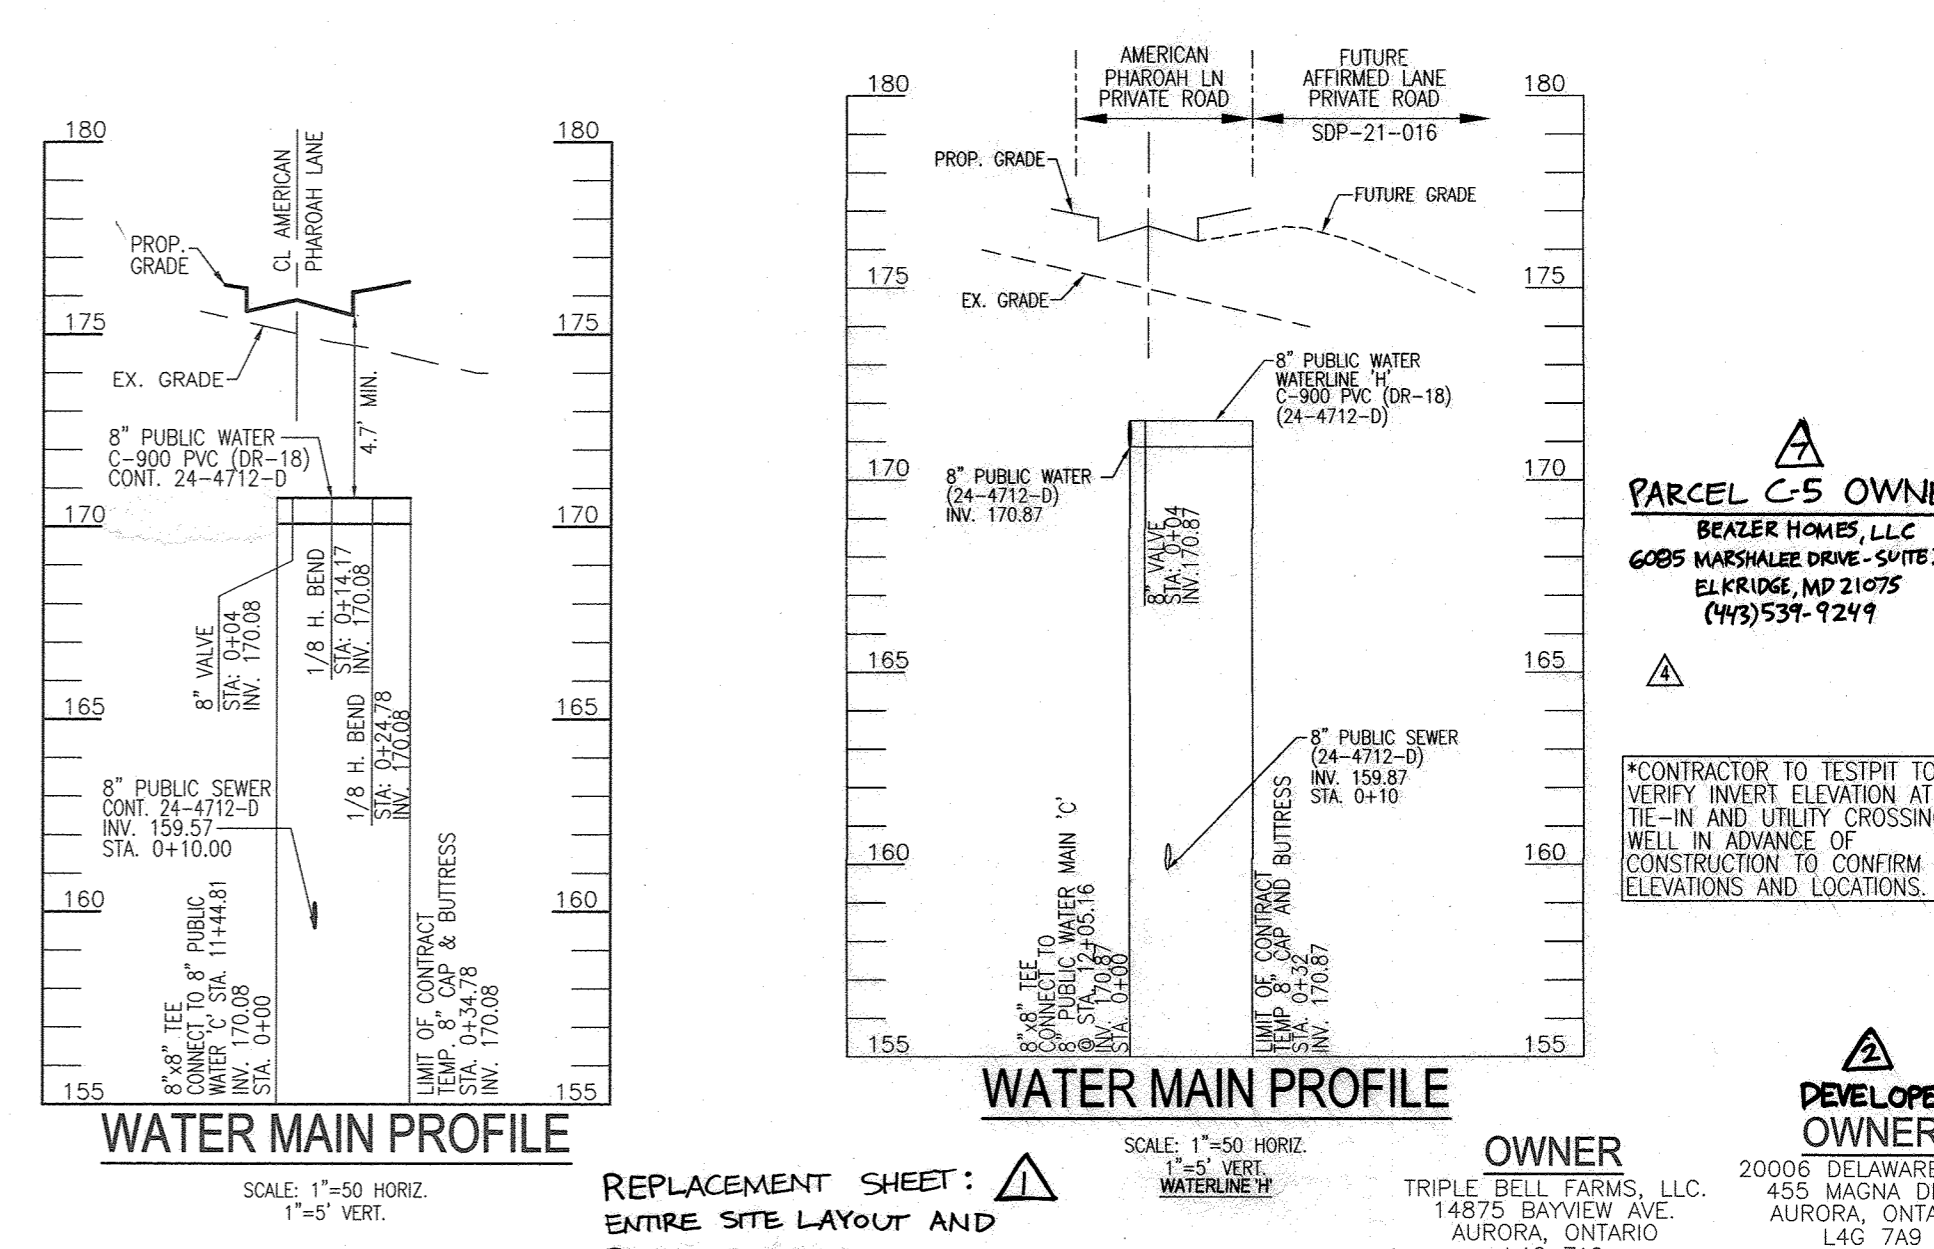 180
180
CL AMERICAN
PHAROAH LANE
PROP.
GRADE
175
175
EX. GRADE
4.7' MIN.
8" PUBLIC WATER
C-900 PVC (DR-18)
CONT. 24-4712-D
170
170
8" VALVE
STA: 0+04
INV. 170.08
1/8 H. BEND
STA: 0+14.17
INV. 170.08
1/8 H. BEND
STA: 0+24.78
INV. 170.08
165
165
8" PUBLIC SEWER
CONT. 24-4712-D
INV. 159.57
STA. 0+10.00
160
160
8"x8" TEE
CONNECT TO 8" PUBLIC
WATER 'C' STA. 11+44.81
INV. 170.08
STA. 0+00
LIMIT OF CONTRACT
TEMP. 8" CAP & BUTTRESS
STA. 0+34.78
INV. 170.08
155
155
WATER MAIN PROFILE
SCALE: 1"=50 HORIZ.
1"=5' VERT.
180
180
AMERICAN
PHAROAH LN
PRIVATE ROAD
FUTURE
AFFIRMED LANE
PRIVATE ROAD
SDP-21-016
PROP. GRADE
FUTURE GRADE
175
175
EX. GRADE
8" PUBLIC WATER
WATERLINE 'H'
C-900 PVC (DR-18)
(24-4712-D)
170
170
8" PUBLIC WATER
(24-4712-D)
INV. 170.87
8" VALVE
STA: 0+04
INV.170.87
165
165
8" PUBLIC SEWER
(24-4712-D)
INV. 159.87
STA. 0+10
160
160
8"x8" TEE
CONNECT TO
8" PUBLIC WATER MAIN 'C'
@ STA. 12+05.16
INV. 170.87
STA. 0+00
LIMIT OF CONTRACT
TEMP 8" CAP AND BUTTRESS
STA. 0+32
INV. 170.87
155
155
WATER MAIN PROFILE
SCALE: 1"=50 HORIZ.
1"=5' VERT.
WATERLINE 'H'
REPLACEMENT SHEET: 1
ENTIRE SITE LAYOUT AND
7
PARCEL C-5 OWNE
BEAZER HOMES, LLC
6085 MARSHALEE DRIVE - SUITE
ELKRIDGE, MD 21075
(443)539-9249
4
*CONTRACTOR TO TESTPIT TO
VERIFY INVERT ELEVATION AT
TIE-IN AND UTILITY CROSSING
WELL IN ADVANCE OF
CONSTRUCTION TO CONFIRM
ELEVATIONS AND LOCATIONS.
OWNER
TRIPLE BELL FARMS, LLC.
14875 BAYVIEW AVE.
AURORA, ONTARIO
2
DEVELOPE
OWNER
20006 DELAWARE
455 MAGNA D
AURORA, ONTA
L4G 7A9